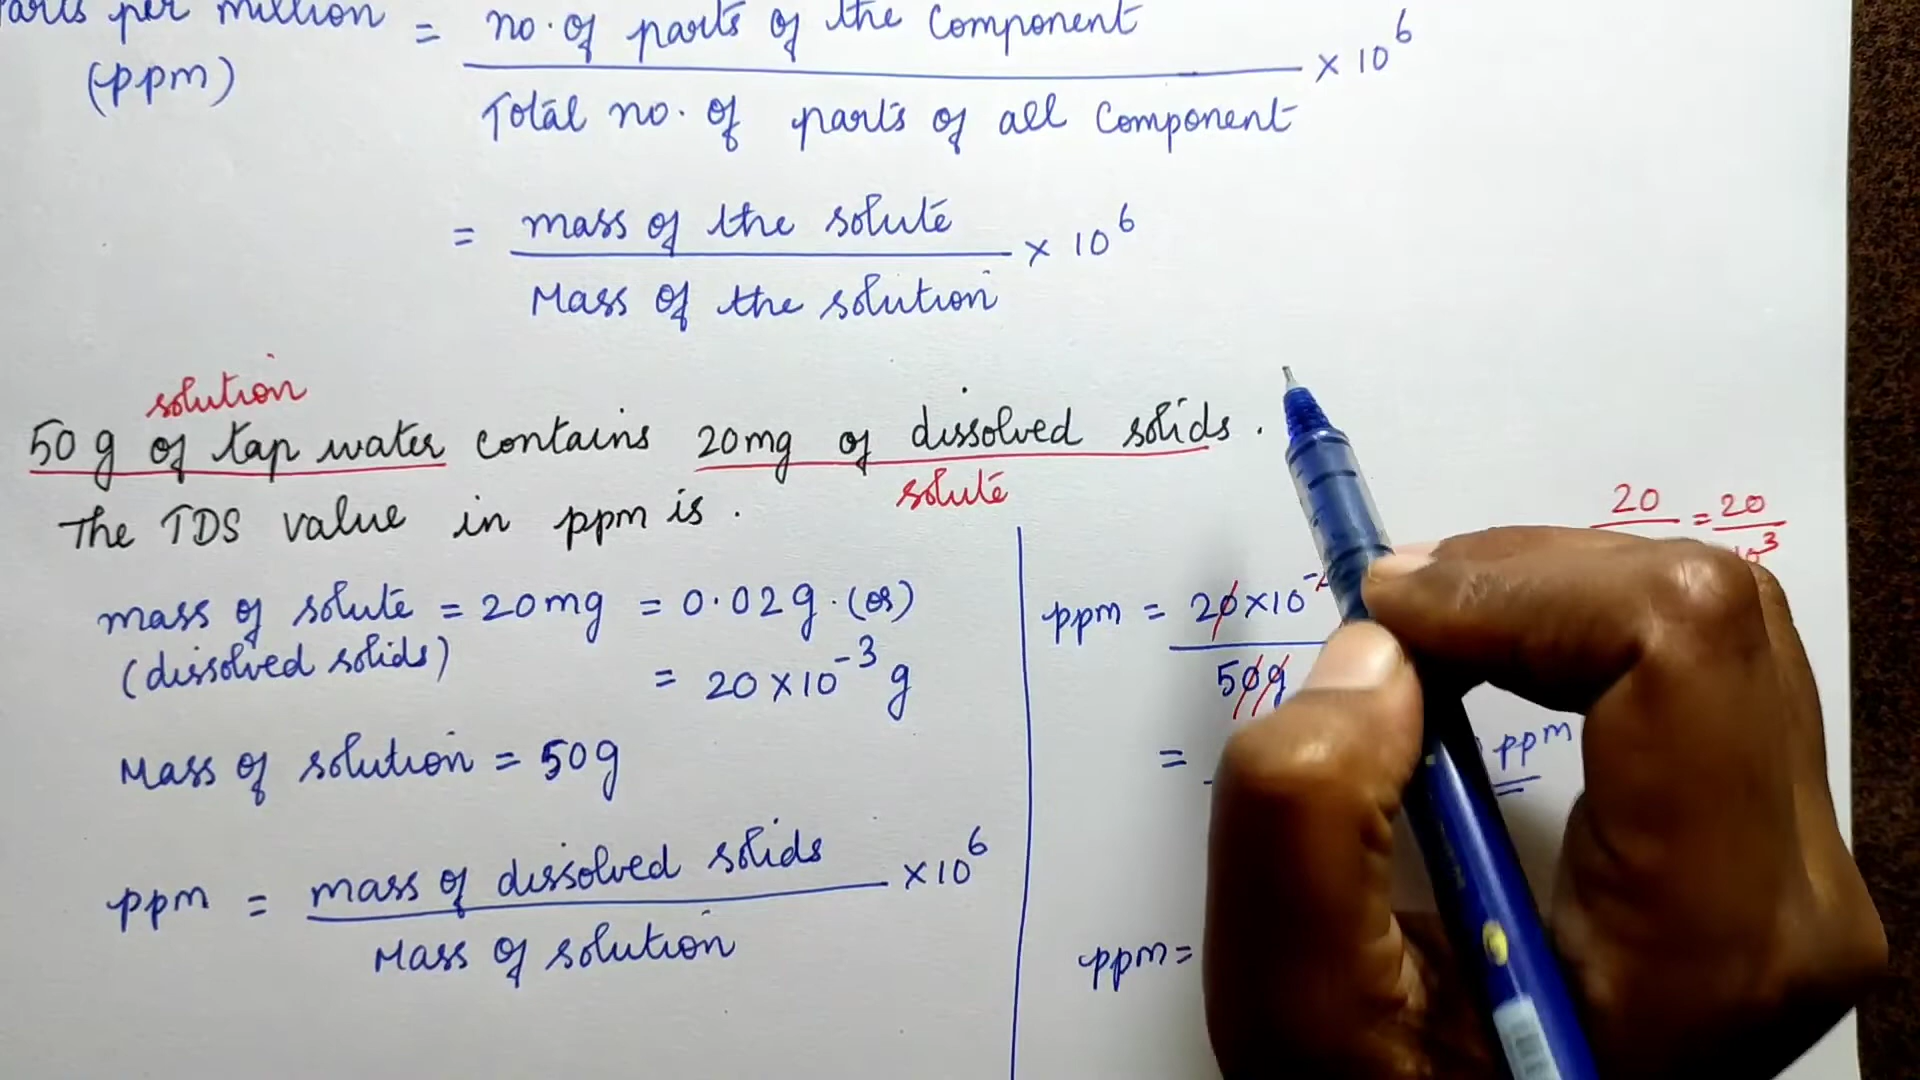 per million = no. of parts of the component × 10⁶
(ppm) Total no. of parts of all component
= mass of the solute × 10⁶
Mass of the solution
solution
50 g of tap water contains 20mg of dissolved solids.
solute
The TDS value in ppm is.
mass of solute = 20mg = 0.02g. (or)
(dissolved solids) = 20×10⁻³ g
Mass of solution = 50g
ppm = mass of dissolved solids ×10⁶
Mass of solution
20 = 20
ppm = 20×10
50g
= ppm
ppm=